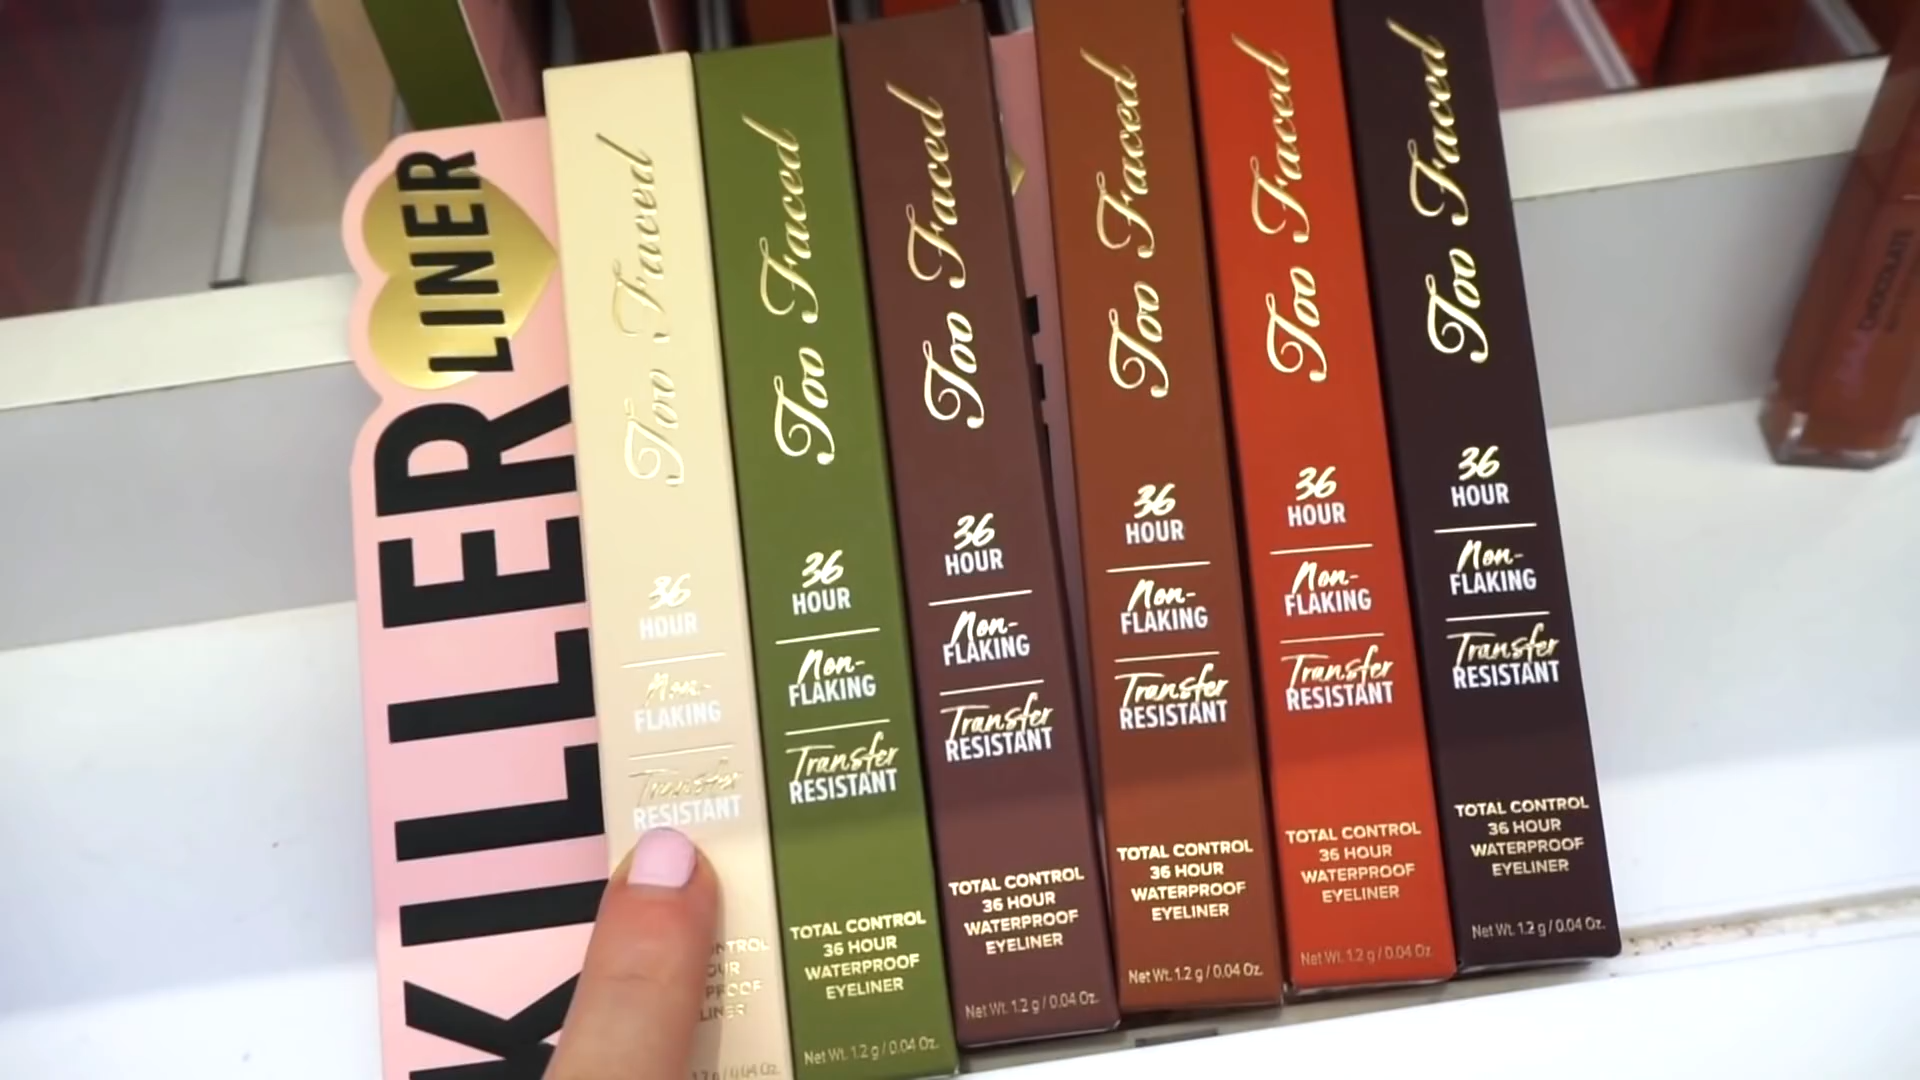 KILLER LINER
Too Faced
36
HOUR
Non-
FLAKING
Transfer
RESISTANT
Too Faced
36
HOUR
Non-
FLAKING
Transfer
RESISTANT
TOTAL CONTROL
36 HOUR
WATERPROOF
EYELINER
Net Wt. 1.2 g / 0.04 Oz.
Too Faced
36
HOUR
Non-
FLAKING
Transfer
RESISTANT
TOTAL CONTROL
36 HOUR
WATERPROOF
EYELINER
Net Wt. 1.2 g / 0.04 Oz.
Too Faced
36
HOUR
Non-
FLAKING
Transfer
RESISTANT
TOTAL CONTROL
36 HOUR
WATERPROOF
EYELINER
Net Wt. 1.2 g / 0.04 Oz.
Too Faced
36
HOUR
Non-
FLAKING
Transfer
RESISTANT
TOTAL CONTROL
36 HOUR
WATERPROOF
EYELINER
Net Wt. 1.2 g / 0.04 Oz.
Too Faced
36
HOUR
Non-
FLAKING
Transfer
RESISTANT
TOTAL CONTROL
36 HOUR
WATERPROOF
EYELINER
Net Wt. 1.2 g / 0.04 Oz.
CHOCOLATE